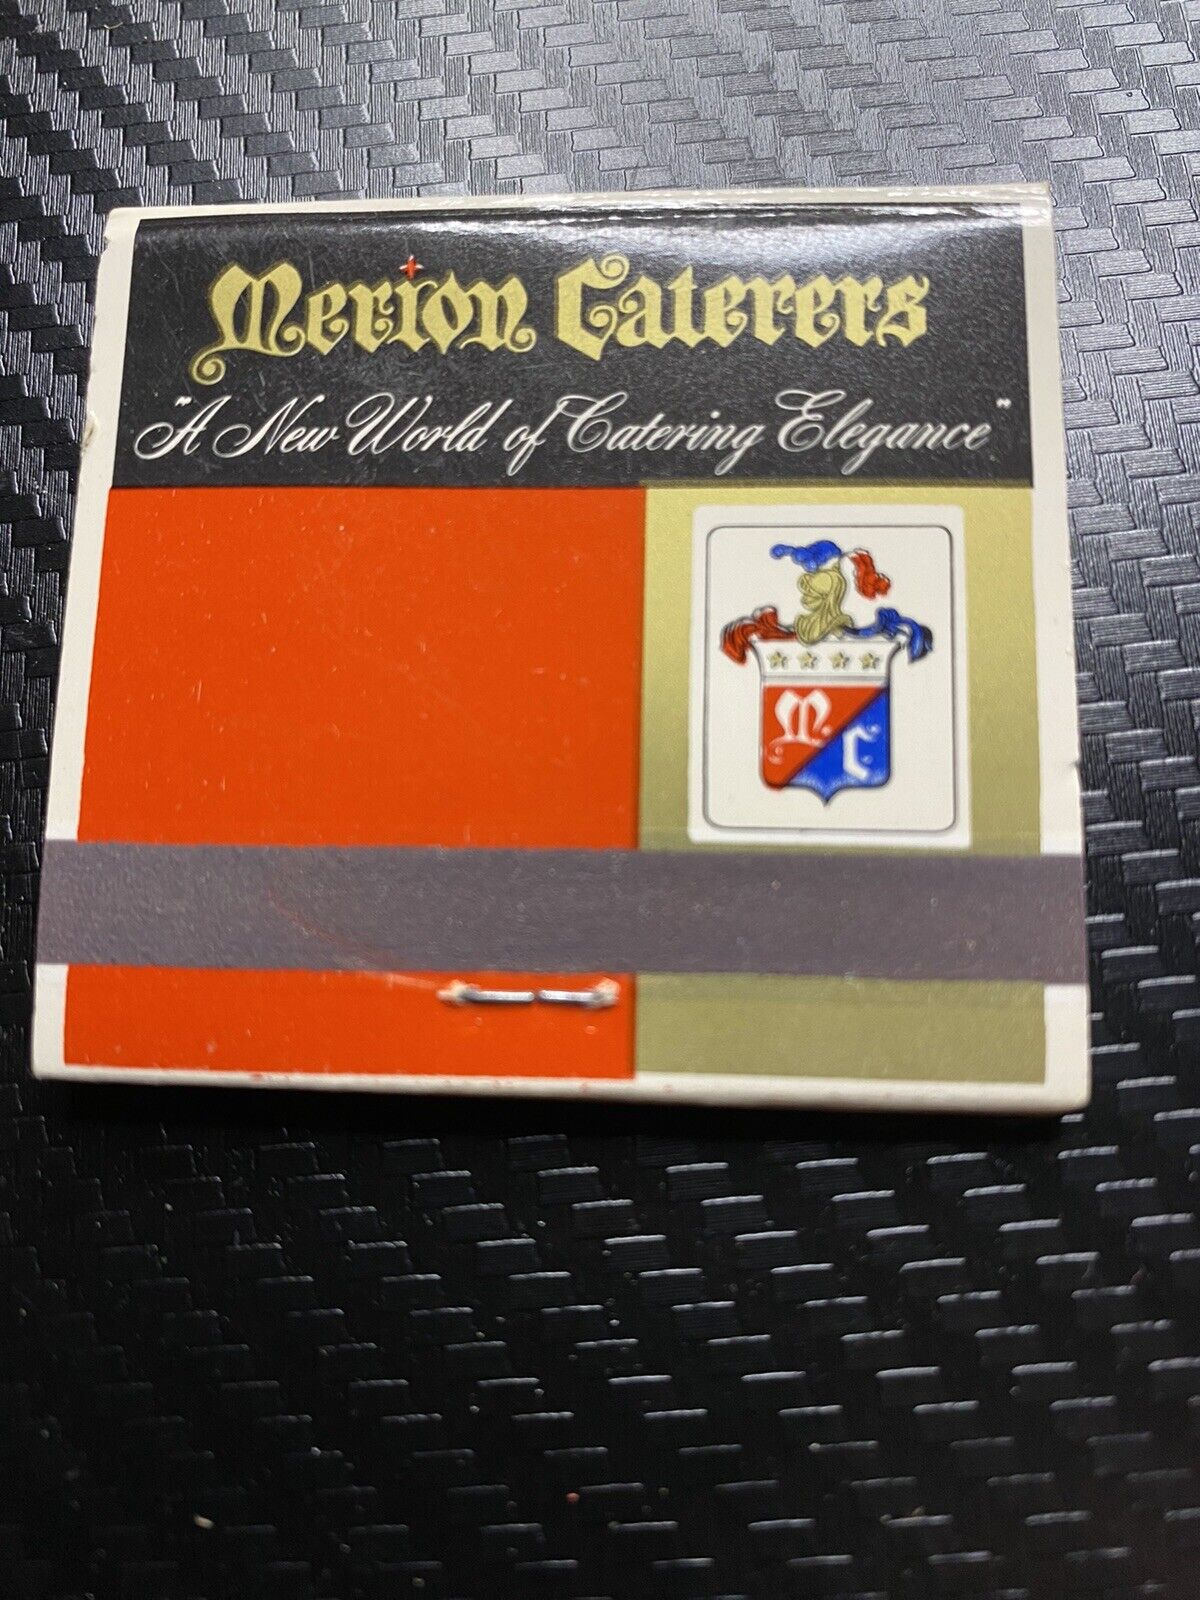 Merion Caterers
"A New World of Catering Elegance"
M.
C.